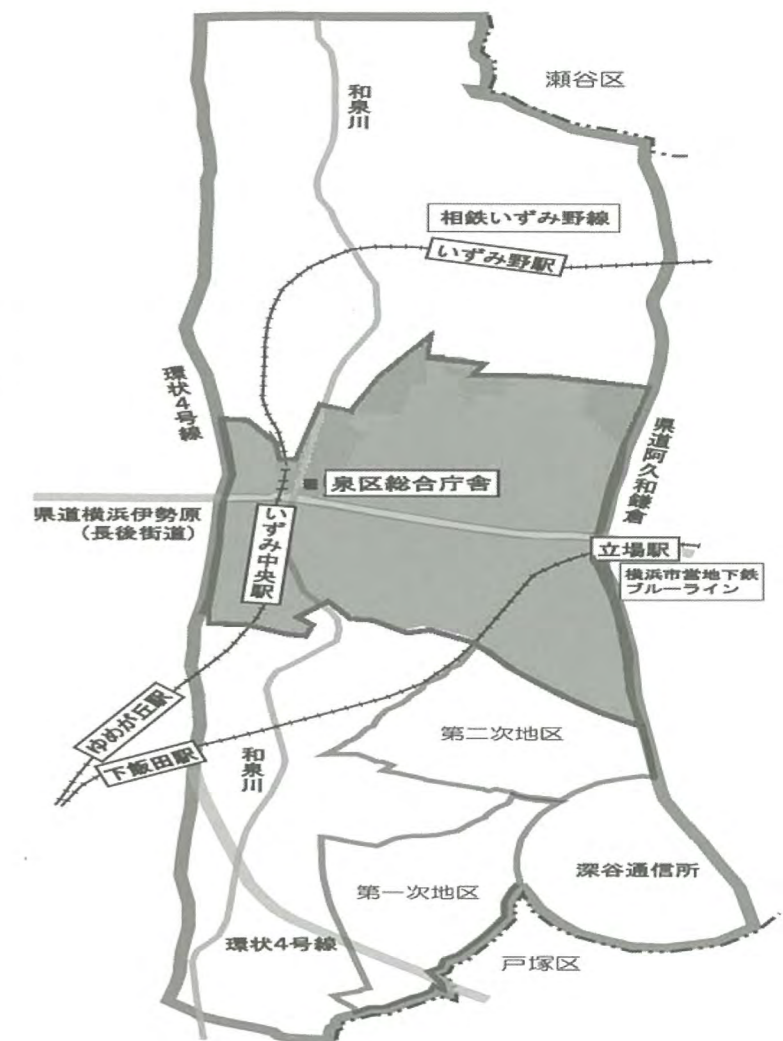 瀬谷区
和泉川
相鉄いずみ野線
いずみ野駅
環状4号線
県道阿久和鎌倉
泉区総合庁舎
県道横浜伊勢原
(長後街道)
いずみ中央駅
立場駅
横浜市営地下鉄
ブルーライン
ゆめが丘駅
下飯田駅
第二次地区
和泉川
深谷通信所
第一次地区
環状4号線
戸塚区